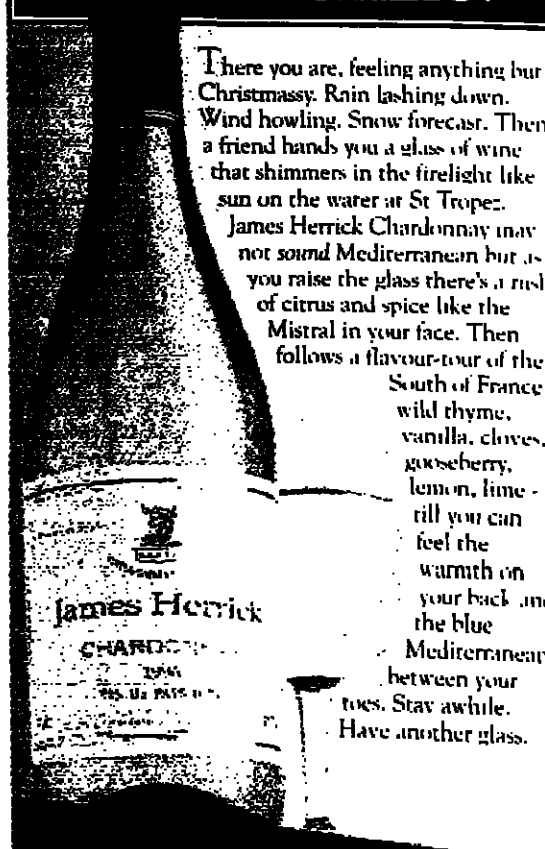 There you are, feeling anything but
Christmassy. Rain lashing down.
Wind howling. Snow forecast. Then
a friend hands you a glass of wine
that shimmers in the firelight like
sun on the water at St Tropez.
James Herrick Chardonnay may
not sound Mediterranean but as
you raise the glass there's a rush
of citrus and spice like the
Mistral in your face. Then
follows a flavour-tour of the
South of France
wild thyme,
vanilla, cloves,
gooseberry,
lemon, lime -
till you can
feel the
warmth on
your back and
the blue
Mediterranean
between your
toes. Stay awhile.
Have another glass.
James Herrick